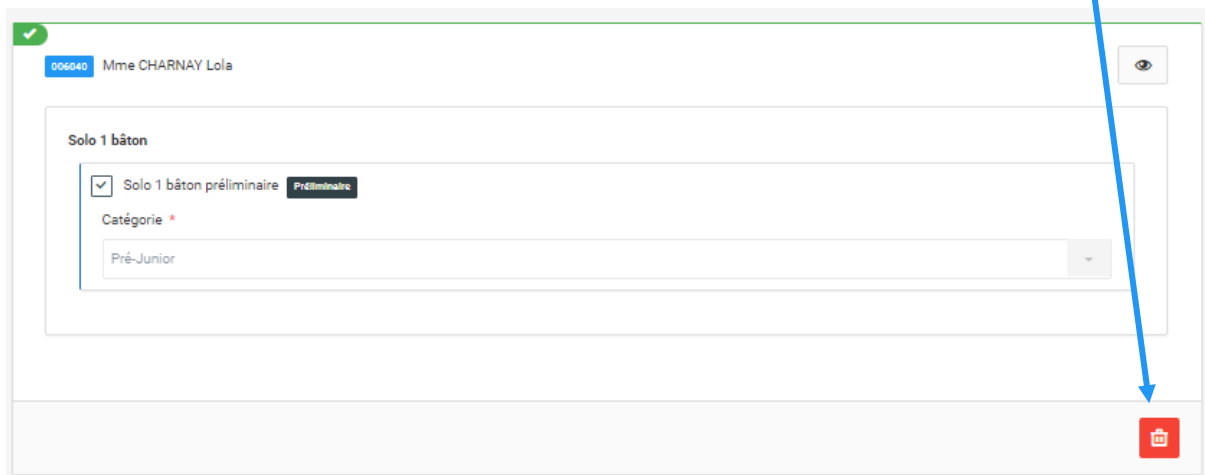 006040 Mme CHARNAY Lola
Solo 1 bâton
Solo 1 bâton préliminaire Préliminaire
Catégorie *
Pré-Junior